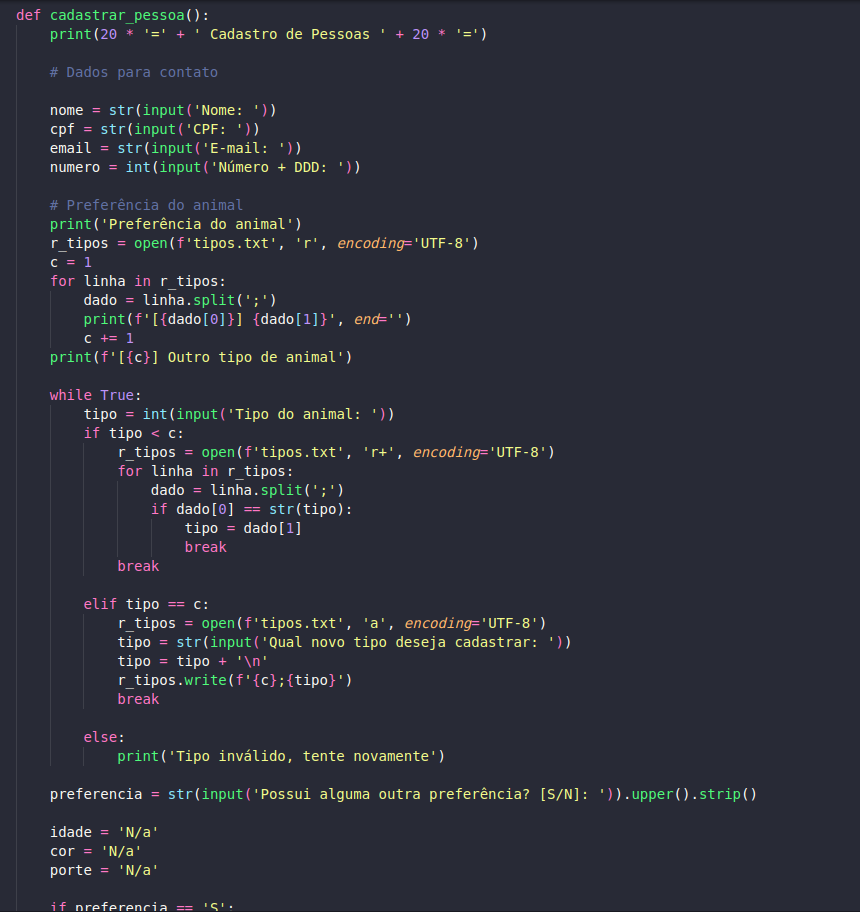 def cadastrar_pessoa():
    print(20 * '=' + ' Cadastro de Pessoas ' + 20 * '=')

    # Dados para contato

    nome = str(input('Nome: '))
    cpf = str(input('CPF: '))
    email = str(input('E-mail: '))
    numero = int(input('Número + DDD: '))

    # Preferência do animal
    print('Preferência do animal')
    r_tipos = open(f'tipos.txt', 'r', encoding='UTF-8')
    c = 1
    for linha in r_tipos:
        dado = linha.split(';')
        print(f'[{dado[0]}] {dado[1]}', end='')
        c += 1
    print(f'[{c}] Outro tipo de animal')

    while True:
        tipo = int(input('Tipo do animal: '))
        if tipo < c:
            r_tipos = open(f'tipos.txt', 'r+', encoding='UTF-8')
            for linha in r_tipos:
                dado = linha.split(';')
                if dado[0] == str(tipo):
                    tipo = dado[1]
                    break
            break

        elif tipo == c:
            r_tipos = open(f'tipos.txt', 'a', encoding='UTF-8')
            tipo = str(input('Qual novo tipo deseja cadastrar: '))
            tipo = tipo + '\n'
            r_tipos.write(f'{c};{tipo}')
            break

        else:
            print('Tipo inválido, tente novamente')

    preferencia = str(input('Possui alguma outra preferência? [S/N]: ')).upper().strip()

    idade = 'N/a'
    cor = 'N/a'
    porte = 'N/a'

    if preferencia == 'S':